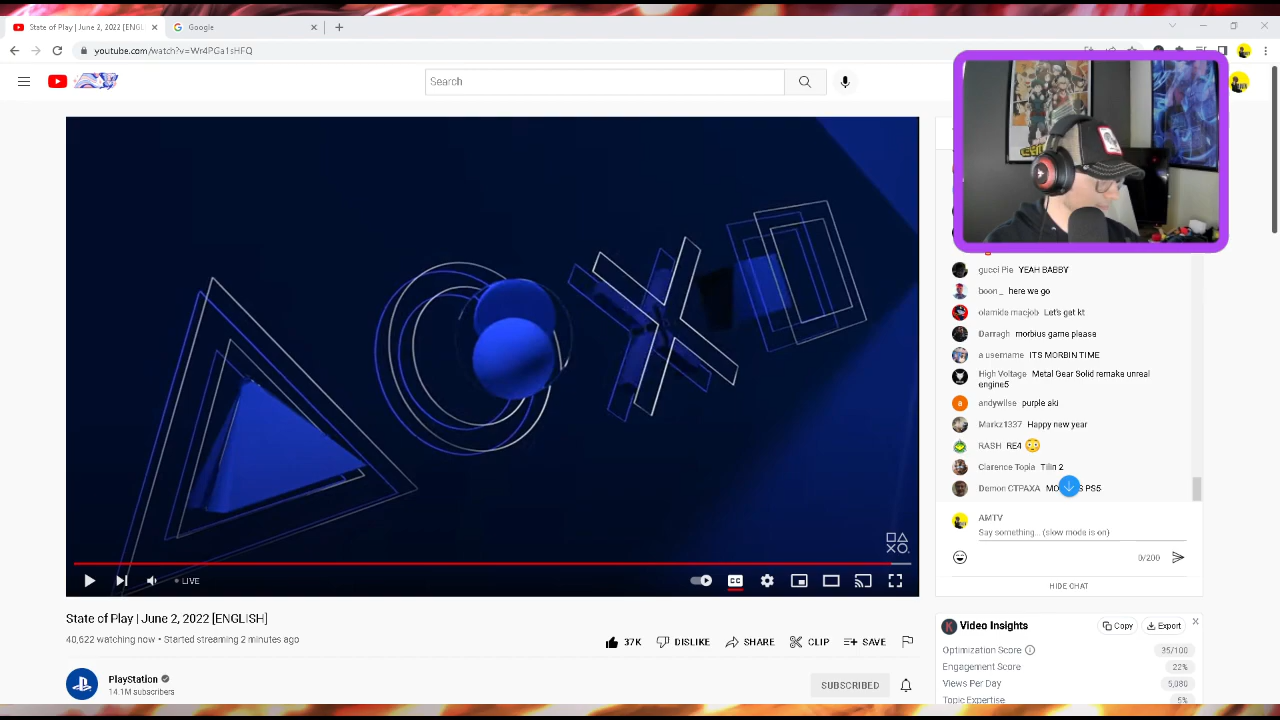 State of Play | June 2, 2022 [ENGL
Google
youtube.com/watch?v=Wr4PGa1sHFQ
Search
gucci Pie YEAH BABBY
boon_ here we go
olamide macjob Let's get kt
Darragh morbius game please
a username ITS MORBIN TIME
High Voltage Metal Gear Solid remake unreal
engine5
andywilse purple aki
Markz1337 Happy new year
RASH RE4 😳
Clarence Topia Tilin 2
Demon CTPAXA PS5
AMTV
Say something... (slow mode is on)
0/200
HIDE CHAT
LIVE
CC
State of Play | June 2, 2022 [ENGLISH]
40,622 watching now • Started streaming 2 minutes ago
37K DISLIKE SHARE CLIP SAVE
PlayStation
14.1M subscribers
SUBSCRIBED
Video Insights Copy Export
Optimization Score 35/100
Engagement Score 22%
Views Per Day 5,080
Topic Expertise 5%